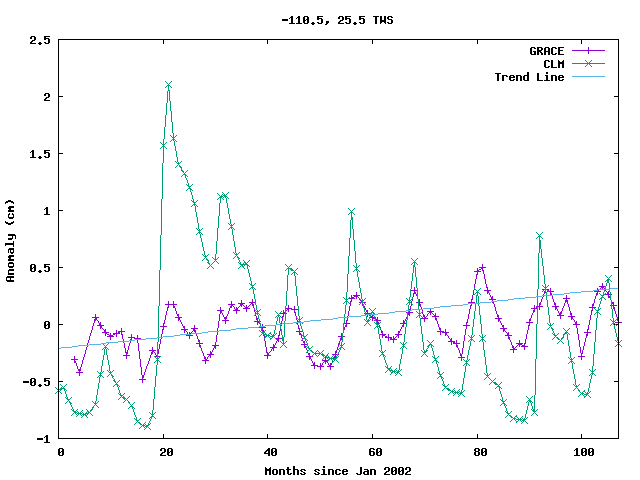 -110.5, 25.5 TWS
GRACE
CLM
Trend Line
Anomaly (cm)
2.5
2
1.5
1
0.5
0
-0.5
-1
0 20 40 60 80 100
Months since Jan 2002